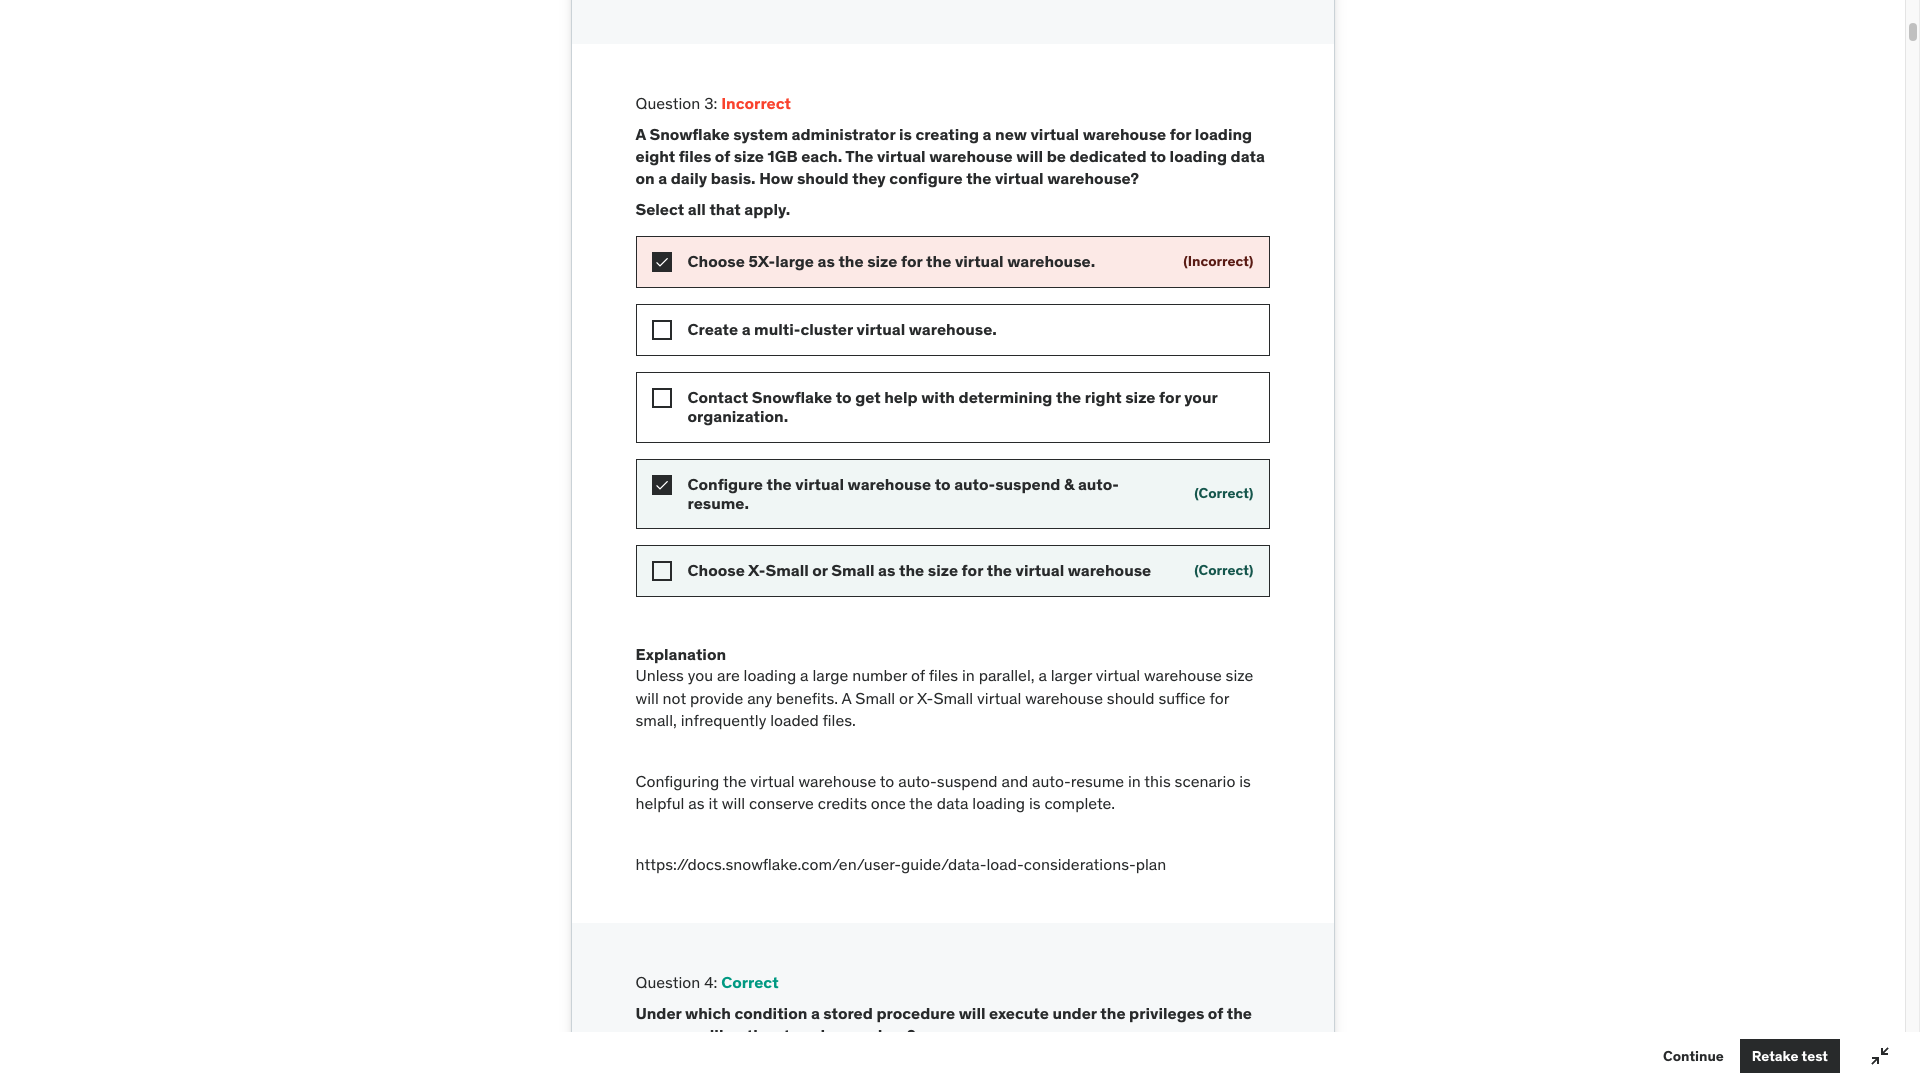 Question 3: Incorrect
A Snowflake system administrator is creating a new virtual warehouse for loading
eight files of size 1GB each. The virtual warehouse will be dedicated to loading data
on a daily basis. How should they configure the virtual warehouse?
Select all that apply.
Choose 5X-large as the size for the virtual warehouse. (Incorrect)
Create a multi-cluster virtual warehouse.
Contact Snowflake to get help with determining the right size for your
organization.
Configure the virtual warehouse to auto-suspend & auto-
resume. (Correct)
Choose X-Small or Small as the size for the virtual warehouse (Correct)
Explanation
Unless you are loading a large number of files in parallel, a larger virtual warehouse size
will not provide any benefits. A Small or X-Small virtual warehouse should suffice for
small, infrequently loaded files.
Configuring the virtual warehouse to auto-suspend and auto-resume in this scenario is
helpful as it will conserve credits once the data loading is complete.
https://docs.snowflake.com/en/user-guide/data-load-considerations-plan
Question 4: Correct
Under which condition a stored procedure will execute under the privileges of the
Continue Retake test